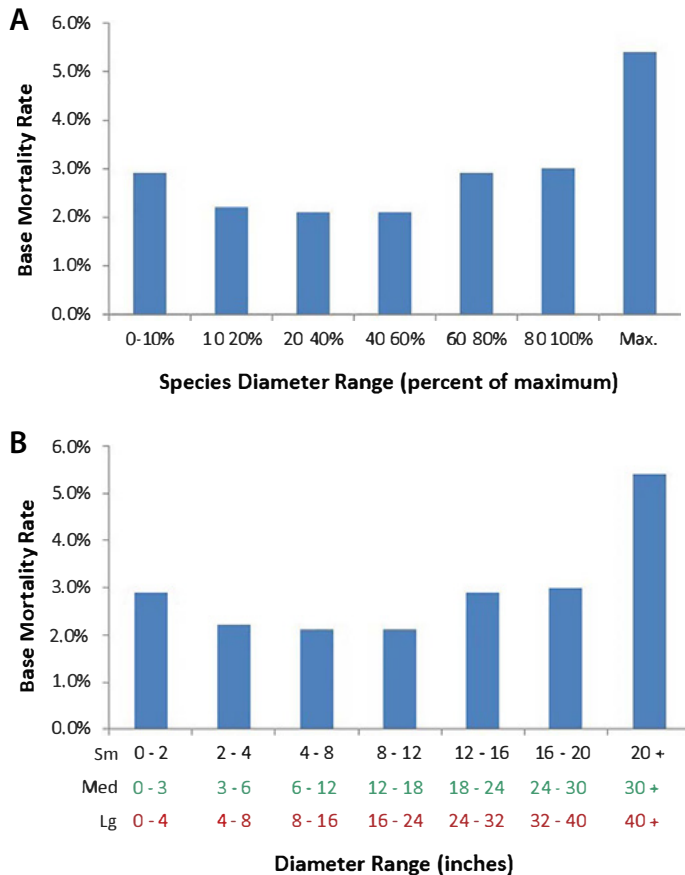 A
6.0%
5.0%
4.0%
3.0%
2.0%
1.0%
0.0%
Base Mortality Rate
0-10% 10 20% 20 40% 40 60% 60 80% 80 100% Max.
Species Diameter Range (percent of maximum)
B
6.0%
5.0%
4.0%
3.0%
2.0%
1.0%
0.0%
Base Mortality Rate
Sm 0 - 2 2 - 4 4 - 8 8 - 12 12 - 16 16 - 20 20 +
Med 0 - 3 3 - 6 6 - 12 12 - 18 18 - 24 24 - 30 30 +
Lg 0 - 4 4 - 8 8 - 16 16 - 24 24 - 32 32 - 40 40 +
Diameter Range (inches)